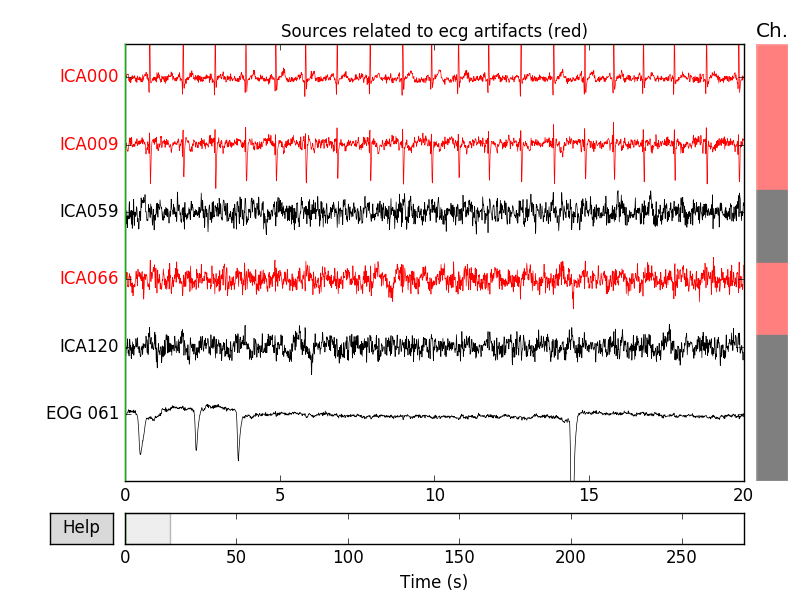 Sources related to ecg artifacts (red)
Ch.
ICA000
ICA009
ICA059
ICA066
ICA120
EOG 061
0 5 10 15 20
Help
0 50 100 150 200 250
Time (s)